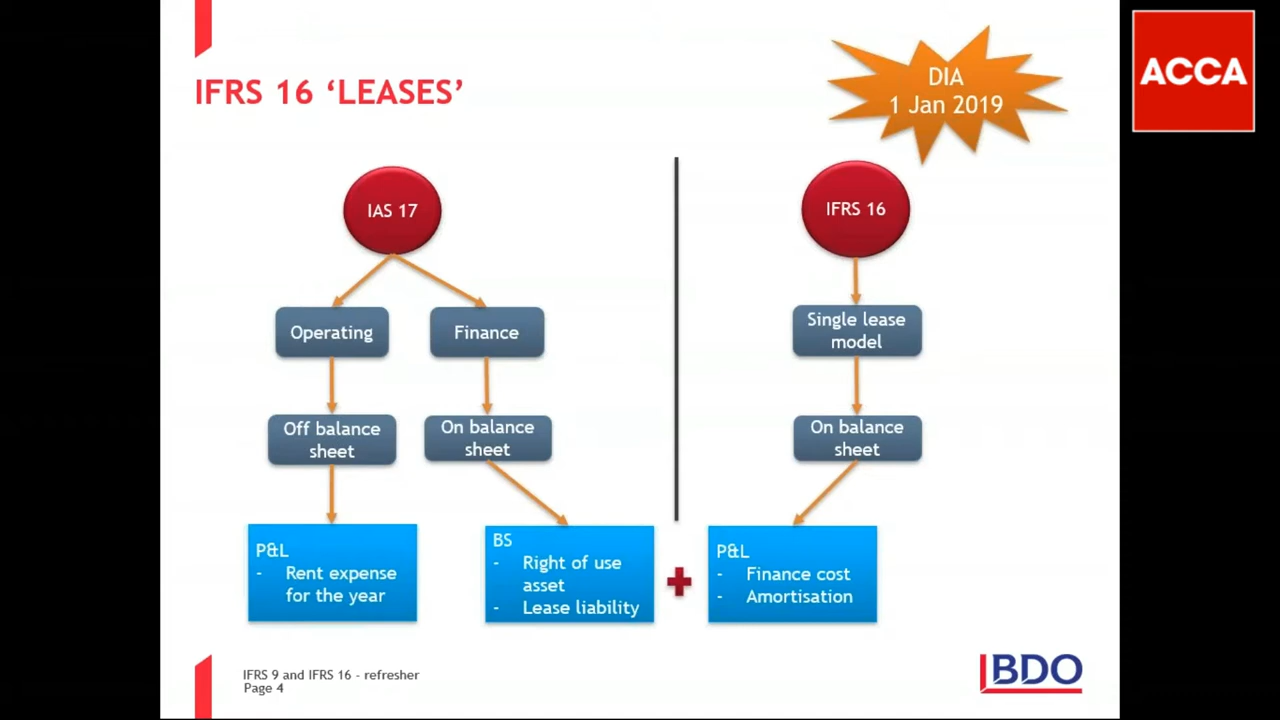 IFRS 16 ‘LEASES’
DIA
1 Jan 2019
ACCA
IAS 17
Operating
Finance
Off balance
sheet
On balance
sheet
P&L
- Rent expense
for the year
BS
- Right of use
asset
- Lease liability
IFRS 16
Single lease
model
On balance
sheet
P&L
- Finance cost
- Amortisation
IFRS 9 and IFRS 16 - refresher
Page 4
BDO